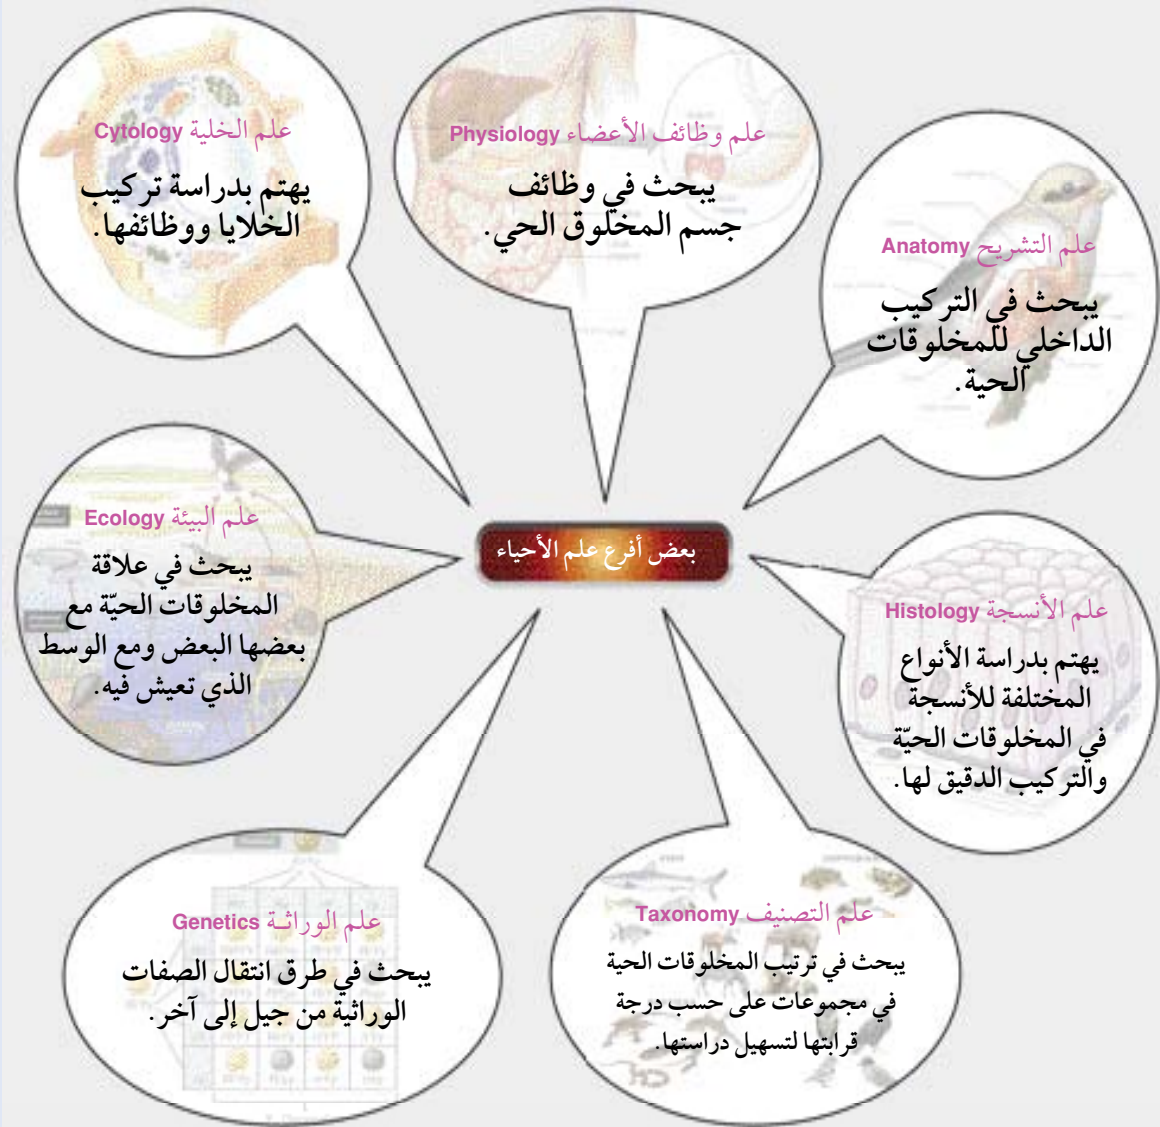 علم الخلية Cytology
يهتم بدراسة تركيب
الخلايا ووظائفها.
علم وظائف الأعضاء Physiology
يبحث في وظائف
جسم المخلوق الحي.
علم التشريح Anatomy
يبحث في التركيب
الداخلي للمخلوقات
الحية.
علم البيئة Ecology
يبحث في علاقة
المخلوقات الحيّة مع
بعضها البعض ومع الوسط
الذي تعيش فيه.
بعض أفرع علم الأحياء
علم الأنسجة Histology
يهتم بدراسة الأنواع
المختلفة للأنسجة
في المخلوقات الحيّة
والتركيب الدقيق لها.
علم الوراثـة Genetics
يبحث في طرق انتقال الصفات
الوراثية من جيل إلى آخر.
علم التصنيف Taxonomy
يبحث في ترتيب المخلوقات الحية
في مجموعات على حسب درجة
قرابتها لتسهيل دراستها.